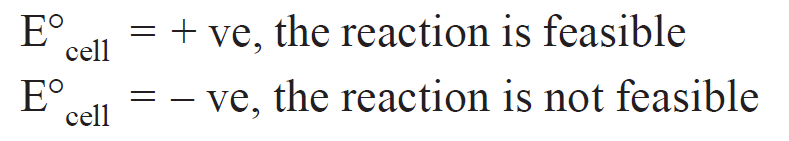 E°cell = + ve, the reaction is feasible
E°cell = – ve, the reaction is not feasible